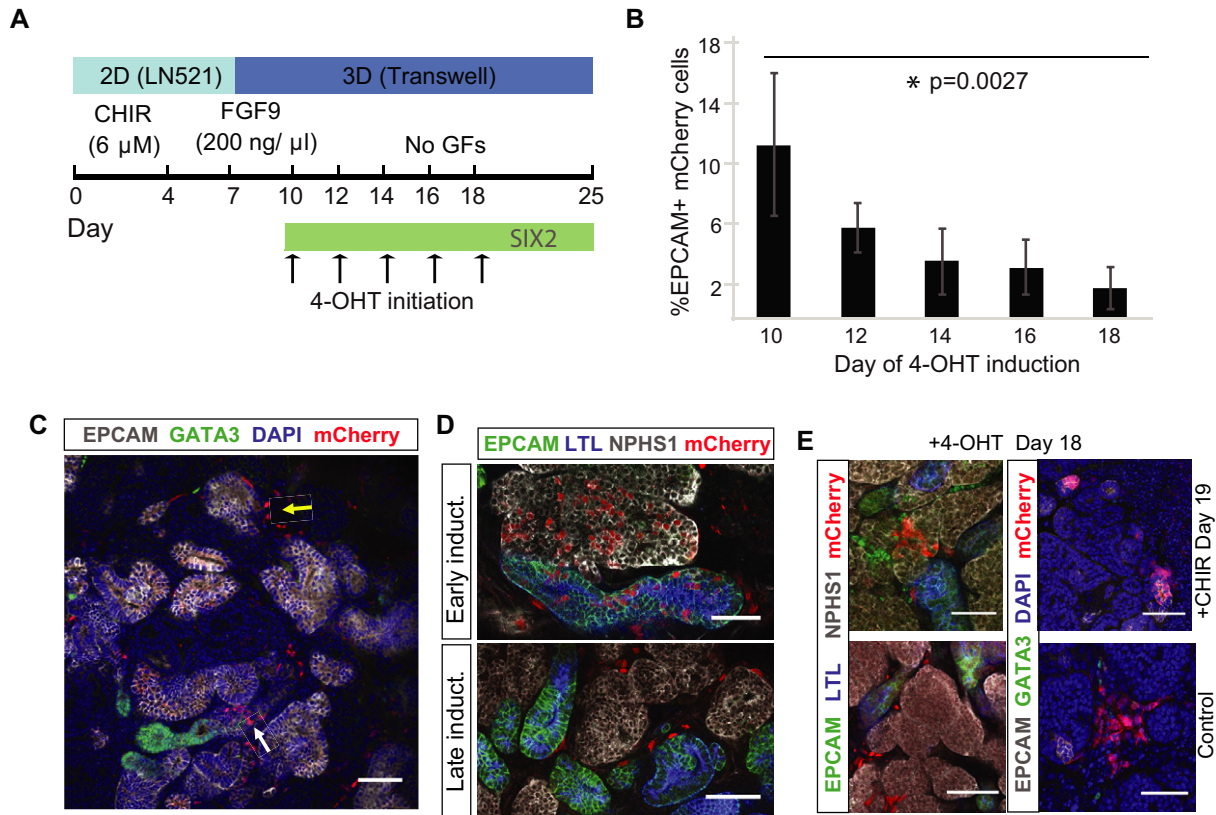 A
2D (LN521) 3D (Transwell)
CHIR
(6 µM)
FGF9
(200 ng/ µl)
No GFs
0 4 7 10 12 14 16 18 25
Day
SIX2
4-OHT initiation
B
%EPCAM+ mCherry cells
18
14
10
6
2
* p=0.0027
10 12 14 16 18
Day of 4-OHT induction
C
EPCAM GATA3 DAPI mCherry
D
EPCAM LTL NPHS1 mCherry
Early induct.
Late induct.
E
+4-OHT Day 18
EPCAM LTL NPHS1 mCherry
EPCAM GATA3 DAPI mCherry
+CHIR Day 19
Control